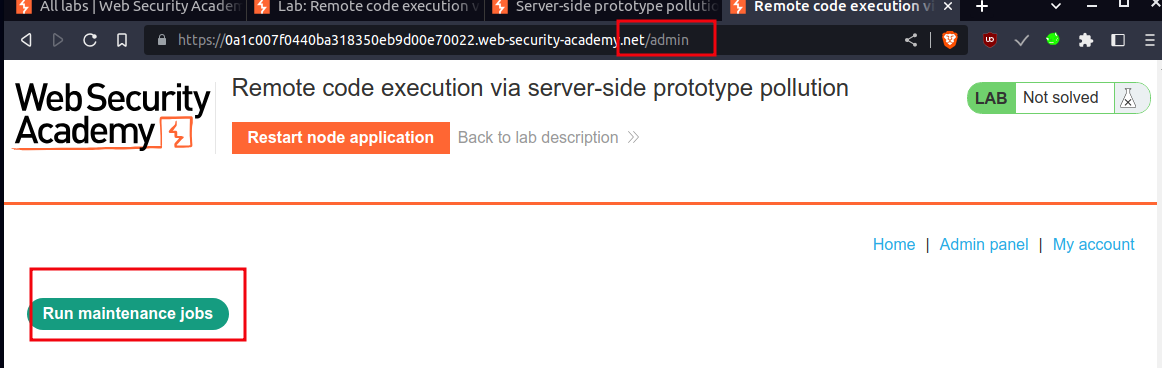 All labs | Web Security Academ
Lab: Remote code execution v
Server-side prototype pollutio
Remote code execution vi
https://0a1c007f0440ba318350eb9d00e70022.web-security-academy.net/admin
Web Security
Academy
Remote code execution via server-side prototype pollution
LAB Not solved
Restart node application
Back to lab description
Home | Admin panel | My account
Run maintenance jobs